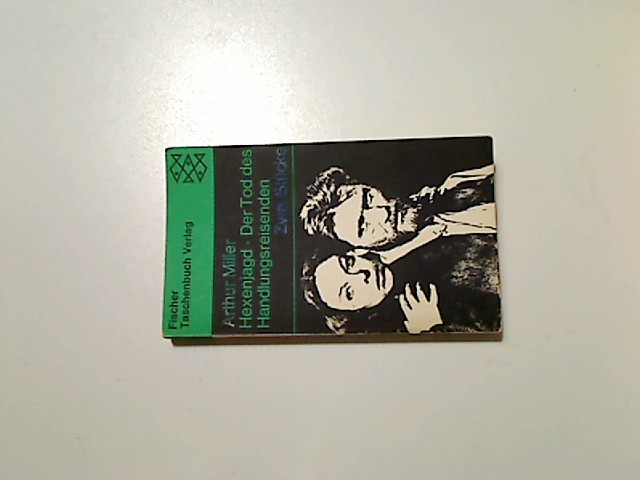 Fischer
Taschenbuch Verlag
Arthur Miller
Hexenjagd · Der Tod des
Handlungsreisenden
Zwei Stücke